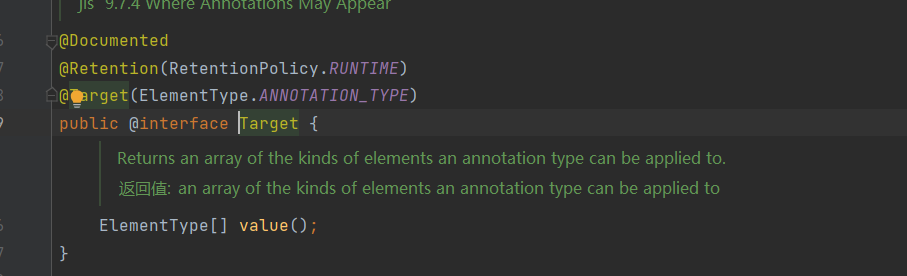 jls 9.7.4 Where Annotations May Appear
@Documented
@Retention(RetentionPolicy.RUNTIME)
@Target(ElementType.ANNOTATION_TYPE)
public @interface Target {
Returns an array of the kinds of elements an annotation type can be applied to.
返回值: an array of the kinds of elements an annotation type can be applied to
ElementType[] value();
}